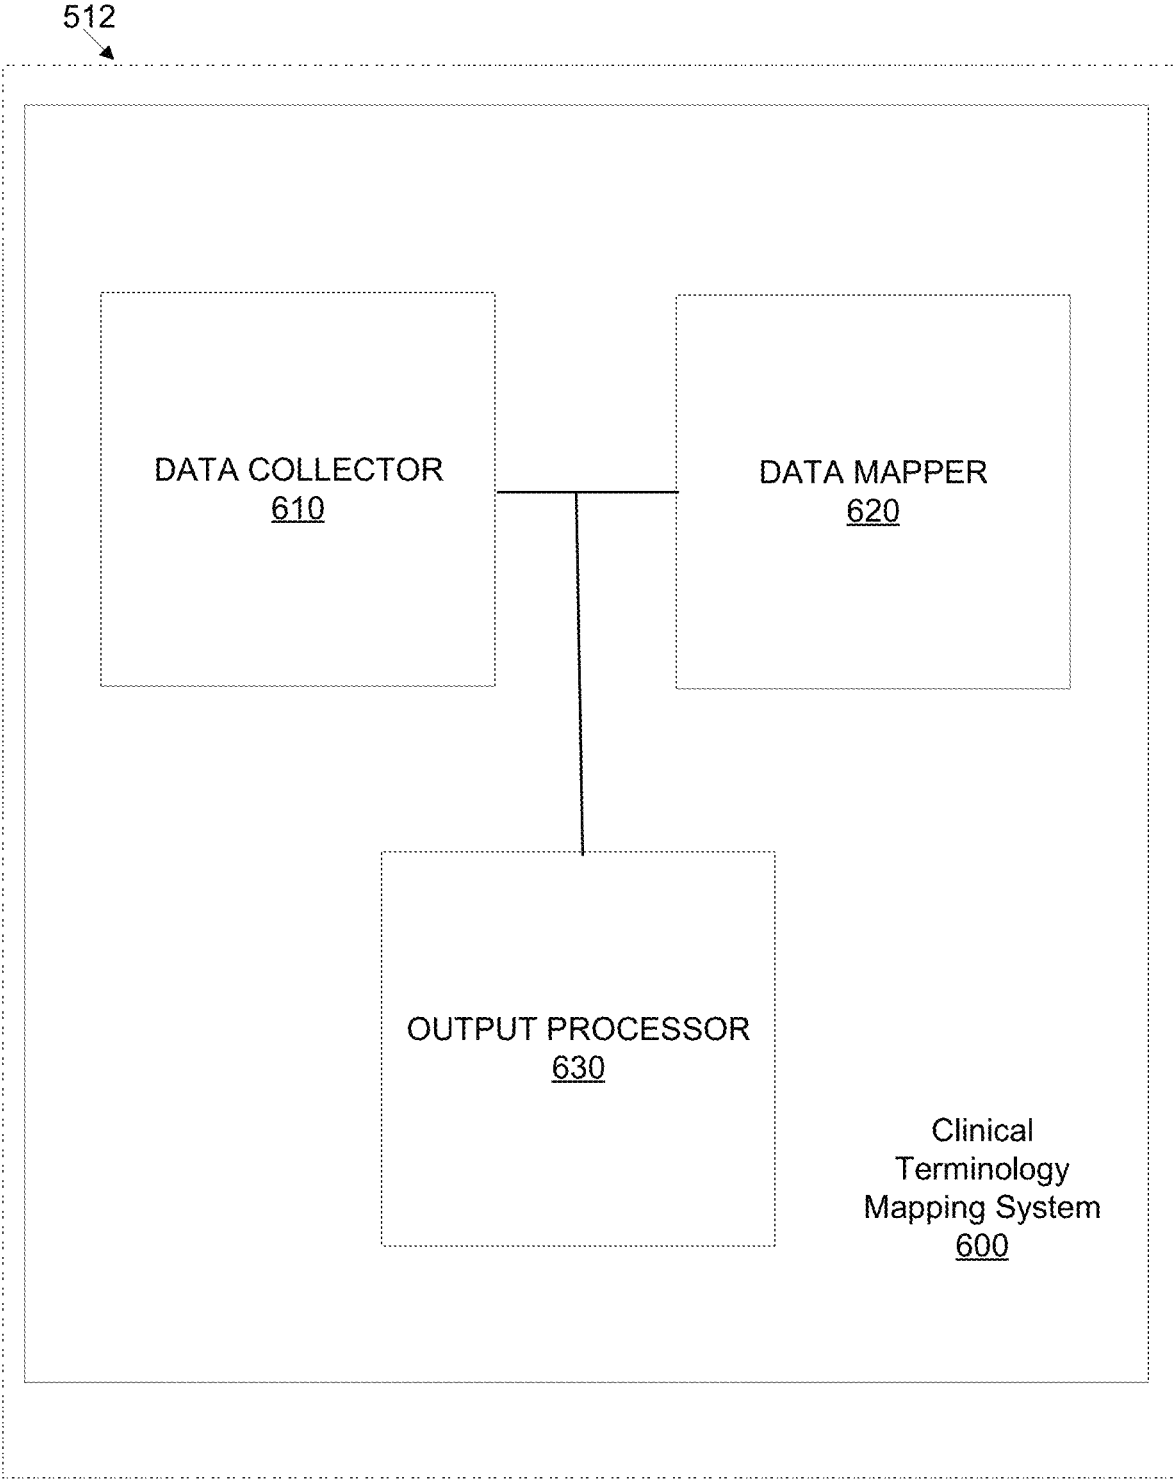 512
DATA COLLECTOR
610
DATA MAPPER
620
OUTPUT PROCESSOR
630
Clinical
Terminology
Mapping System
600